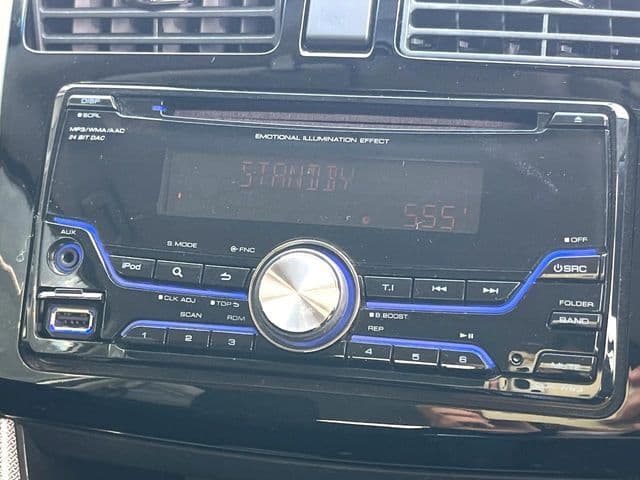 DISP
SCRL
MP3/WMA/AAC
24 BIT DAC
EMOTIONAL ILLUMINATION EFFECT
STANDBY
5:55'
AUX
S.MODE
FNC
OFF
iPod
T.I
SRC
CLK ADJ
TOP
B.BOOST
FOLDER
SCAN
RDM
REP
BAND
1
2
3
4
5
6